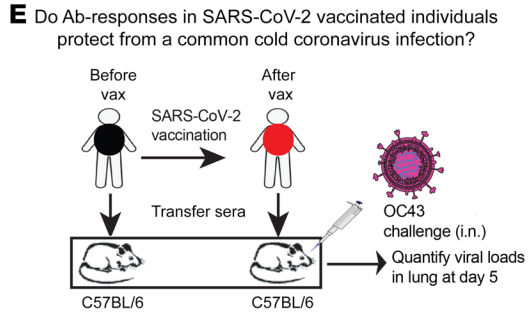 E Do Ab-responses in SARS-CoV-2 vaccinated individuals
protect from a common cold coronavirus infection?
Before
vax
After
vax
SARS-CoV-2
vaccination
Transfer sera
OC43
challenge (i.n.)
Quantify viral loads
in lung at day 5
C57BL/6
C57BL/6